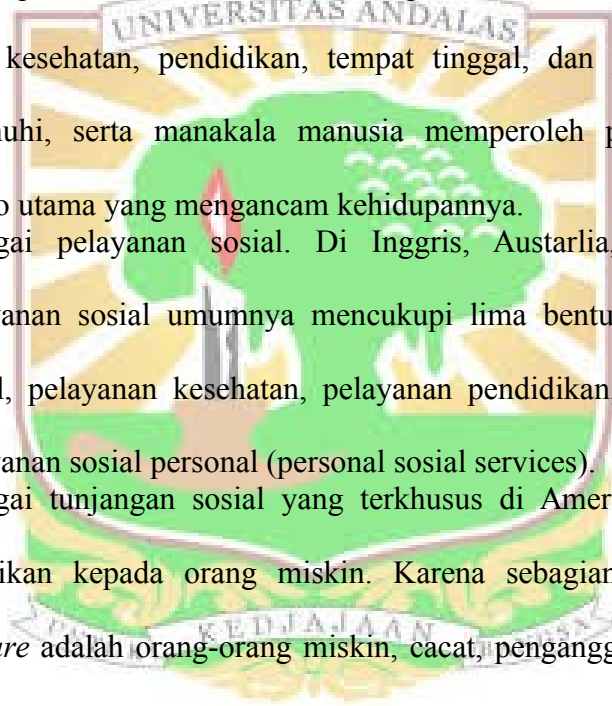 UNIVERSITAS ANDALAS
kesehatan, pendidikan, tempat tinggal, dan
uhi, serta manakala manusia memperoleh p
o utama yang mengancam kehidupannya.
gai pelayanan sosial. Di Inggris, Austarlia,
anan sosial umumnya mencukupi lima bentu
l, pelayanan kesehatan, pelayanan pendidikan
anan sosial personal (personal sosial services).
gai tunjangan sosial yang terkhusus di Amer
ikan kepada orang miskin. Karena sebagian
KEDJAJAAN
are adalah orang-orang miskin, cacat, pengangg